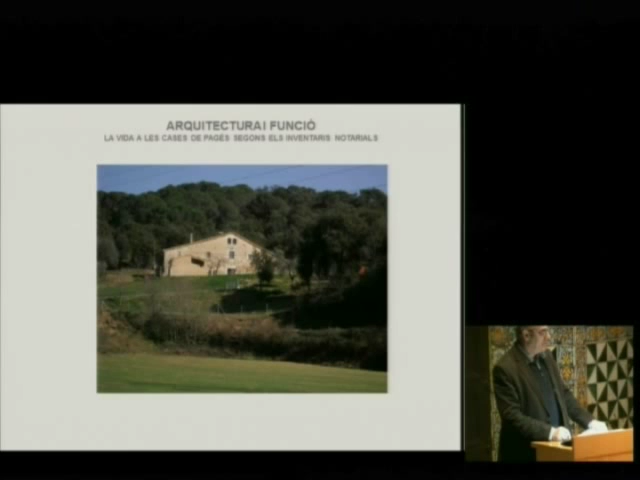 ARQUITECTURA I FUNCIÓ
LA VIDA A LES CASES DE PAGÈS SEGONS ELS INVENTARIS NOTARIALS